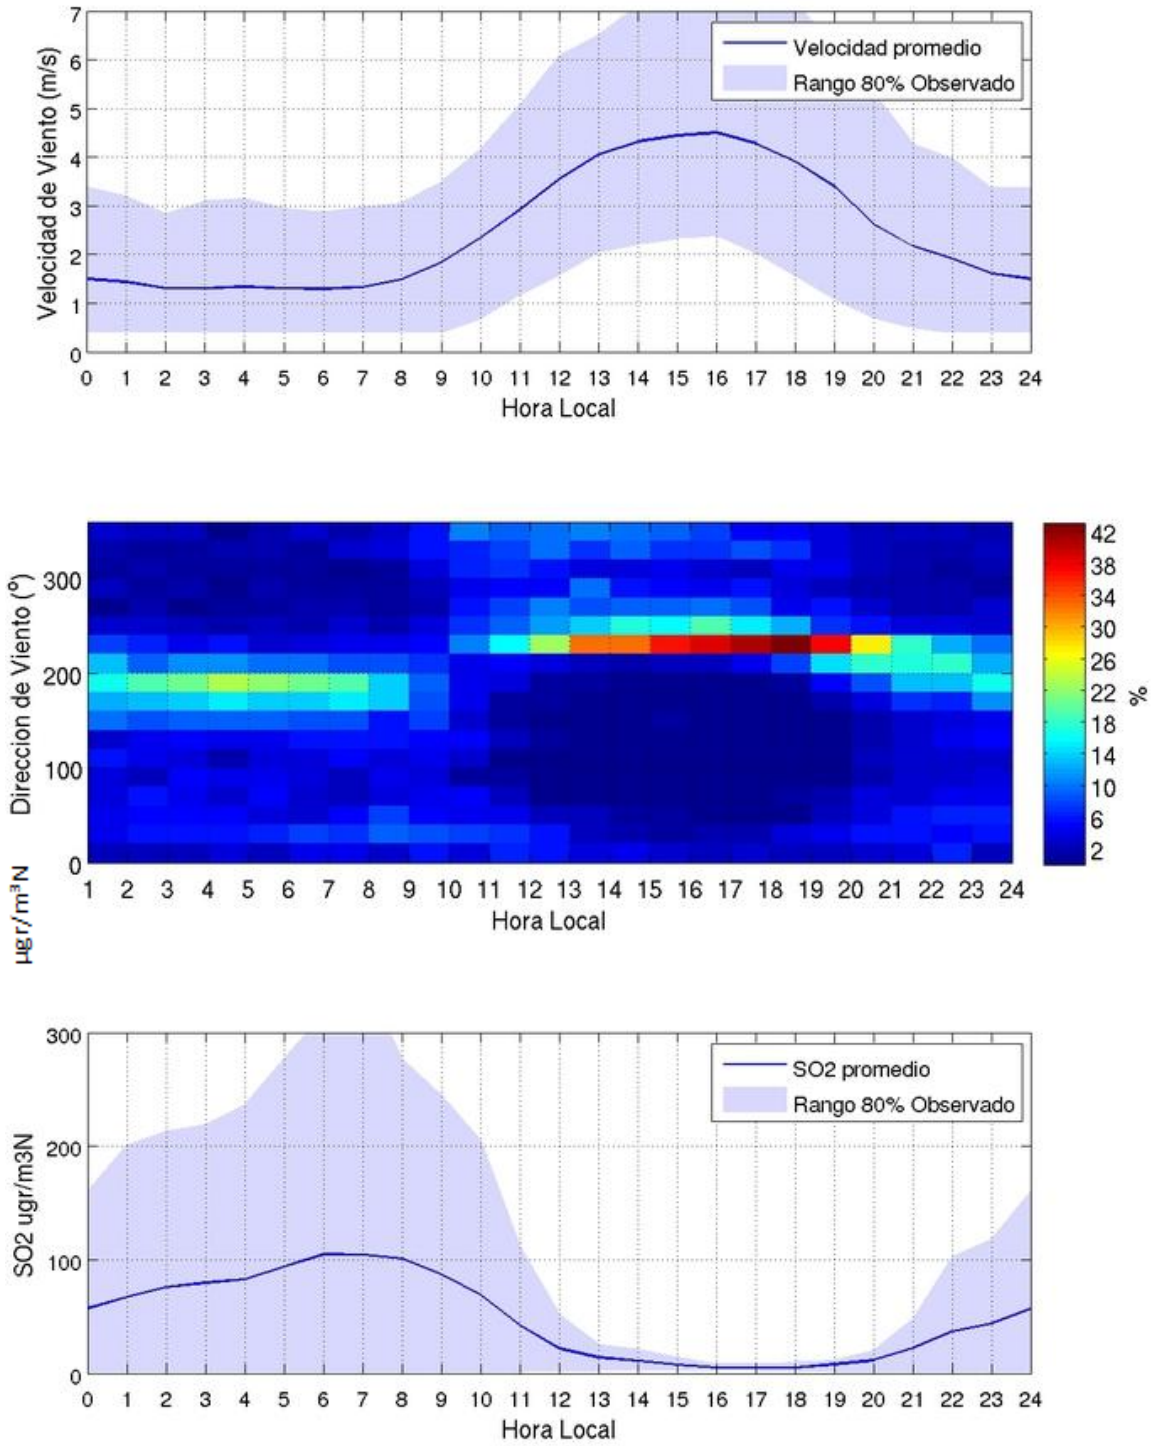 7
6
5
4
3
2
1
0
Velocidad de Viento (m/s)
Velocidad promedio
Rango 80% Observado
0 1 2 3 4 5 6 7 8 9 10 11 12 13 14 15 16 17 18 19 20 21 22 23 24
Hora Local
300
200
100
0
Direccion de Viento (º)
42
38
34
30
26
22
18
14
10
6
2
%
1 2 3 4 5 6 7 8 9 10 11 12 13 14 15 16 17 18 19 20 21 22 23 24
Hora Local
µgr/m³N
300
200
100
0
SO2 ugr/m3N
SO2 promedio
Rango 80% Observado
0 1 2 3 4 5 6 7 8 9 10 11 12 13 14 15 16 17 18 19 20 21 22 23 24
Hora Local